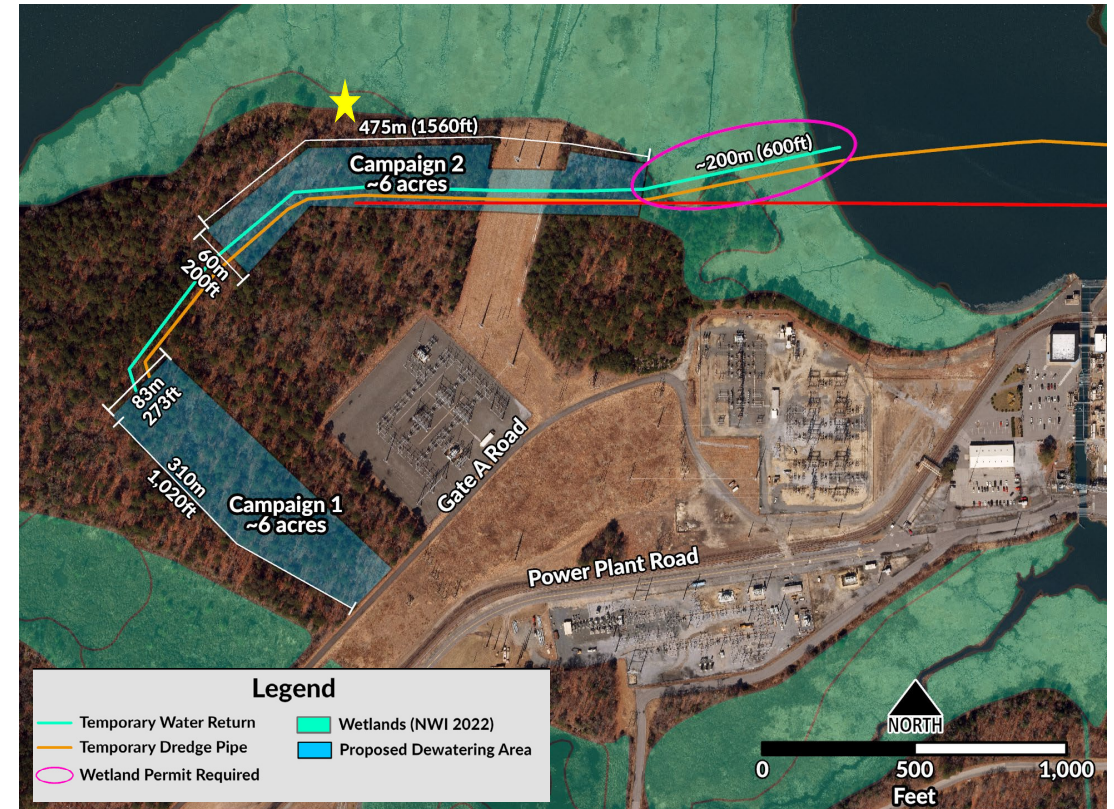 475m (1560ft)
Campaign 2
~6 acres
~200m (600ft)
60m
200ft
83m
273ft
310m
1,020ft
Campaign 1
~6 acres
Gate A Road
Power Plant Road
Legend
Temporary Water Return
Temporary Dredge Pipe
Wetland Permit Required
Wetlands (NWI 2022)
Proposed Dewatering Area
NORTH
0 500 1,000
Feet